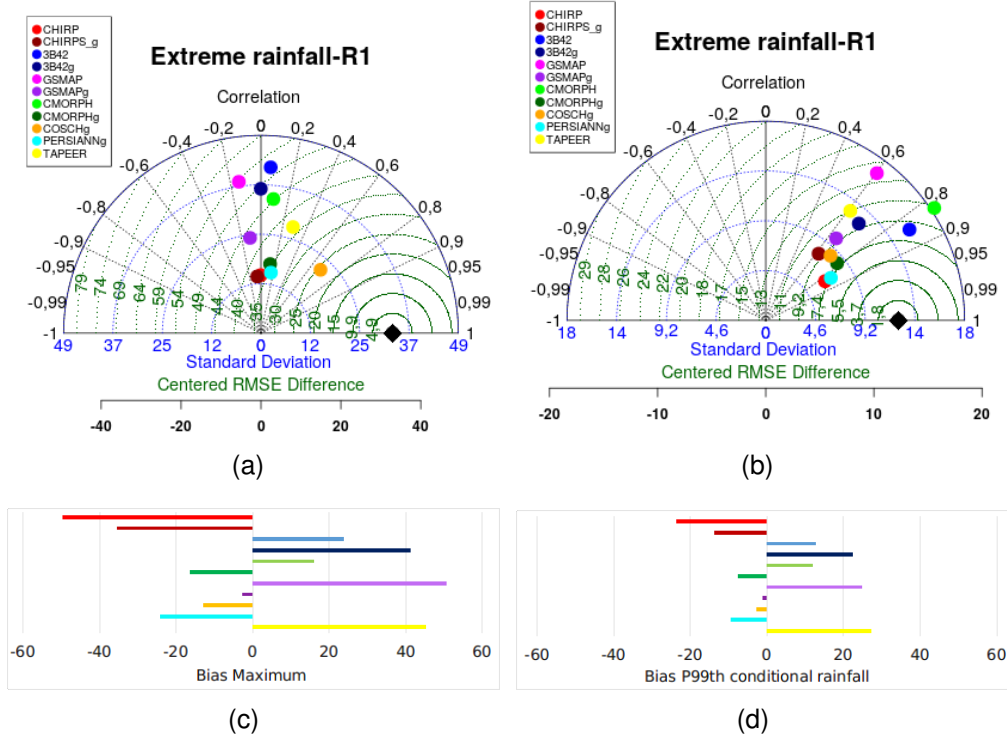 CHIRP
CHIRPS_g
3B42
3B42g
GSMAP
GSMAPg
CMORPH
CMORPHg
COSCHg
PERSIANNg
TAPEER
Extreme rainfall-R1
Correlation
-1 -0,99 -0,95 -0,9 -0,8 -0,6 -0,4 -0,2 0 0,2 0,4 0,6 0,8 0,9 0,95 0,99 1
79 74 69 64 59 54 49 44 40 35 30 25 20 15 9,9 4,9
49 37 25 12 0 12 25 37 49
Standard Deviation
Centered RMSE Difference
-40 -20 0 20 40
(a)
CHIRP
CHIRPS_g
3B42
3B42g
GSMAP
GSMAPg
CMORPH
CMORPHg
COSCHg
PERSIANNg
TAPEER
Extreme rainfall-R1
Correlation
-1 -0,99 -0,95 -0,9 -0,8 -0,6 -0,4 -0,2 0 0,2 0,4 0,6 0,8 0,9 0,95 0,99 1
29 28 26 24 22 20 18 17 15 13 11 9,2 7,4 5,5 3,7 1,8
18 14 9,2 4,6 0 4,6 9,2 14 18
Standard Deviation
Centered RMSE Difference
-20 -10 0 10 20
(b)
-60 -40 -20 0 20 40 60
Bias Maximum
(c)
-60 -40 -20 0 20 40 60
Bias P99th conditional rainfall
(d)